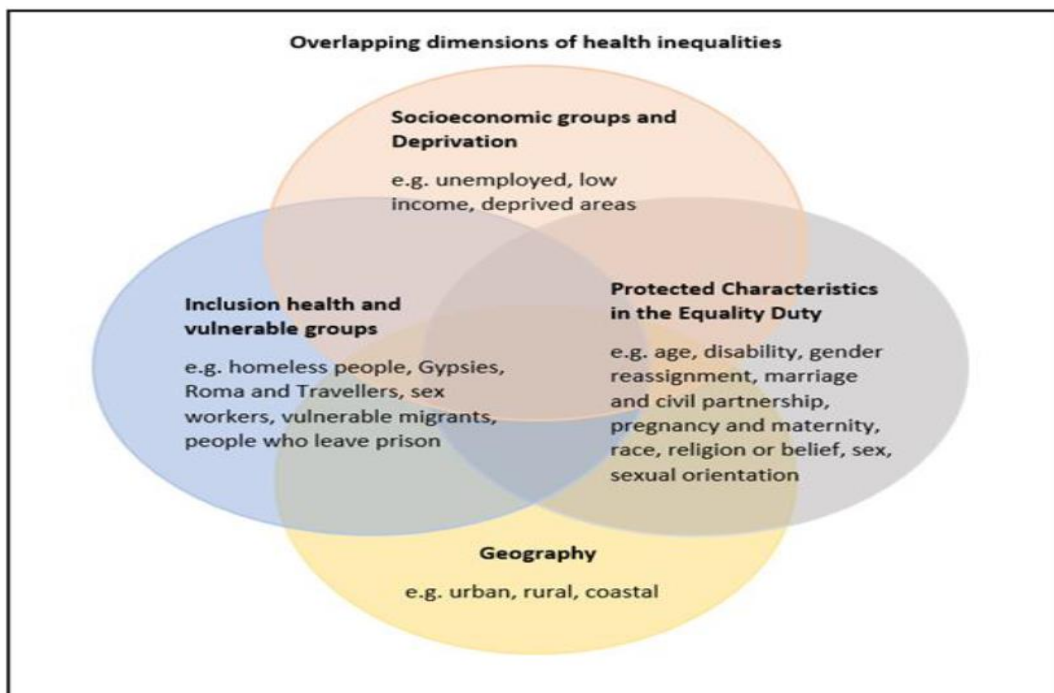 Overlapping dimensions of health inequalities
Socioeconomic groups and
Deprivation
e.g. unemployed, low
income, deprived areas
Inclusion health and
vulnerable groups
e.g. homeless people, Gypsies,
Roma and Travellers, sex
workers, vulnerable migrants,
people who leave prison
Protected Characteristics
in the Equality Duty
e.g. age, disability, gender
reassignment, marriage
and civil partnership,
pregnancy and maternity,
race, religion or belief, sex,
sexual orientation
Geography
e.g. urban, rural, coastal